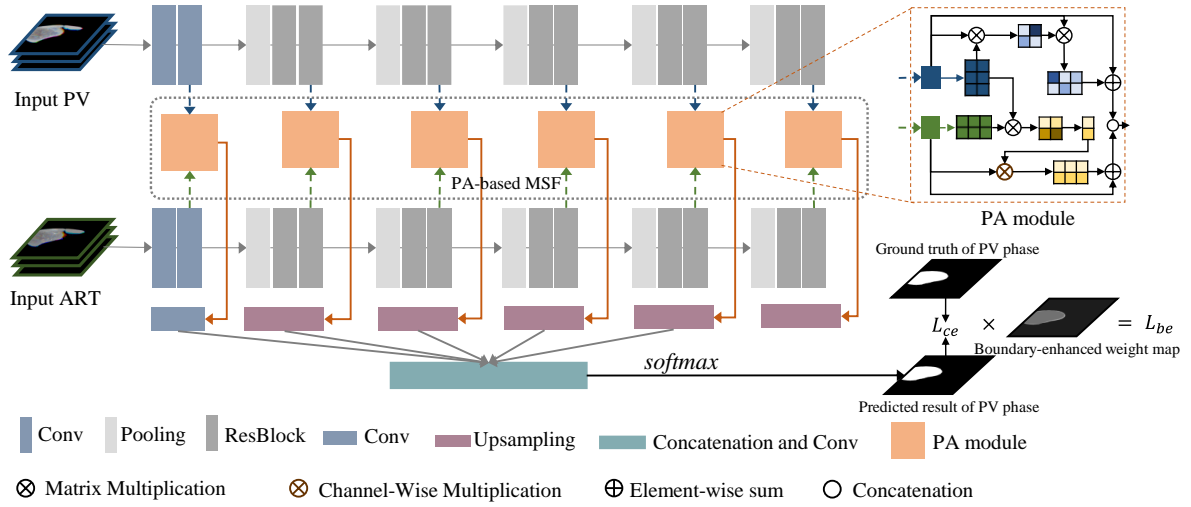 Input PV
PA-based MSF
PA module
Input ART
Ground truth of PV phase
L_ce × = L_be
Boundary-enhanced weight map
softmax
Predicted result of PV phase
Conv Pooling ResBlock Conv Upsampling Concatenation and Conv PA module
Matrix Multiplication Channel-Wise Multiplication Element-wise sum Concatenation